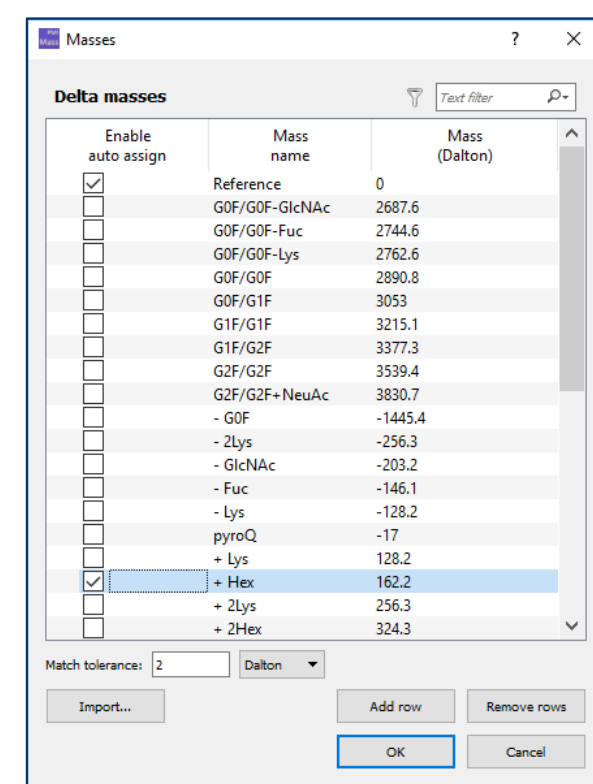 PMI
Mass
Masses
?
Delta masses
Text filter
Enable auto assign
Mass name
Mass (Dalton)
Reference 0
G0F/G0F-GlcNAc 2687.6
G0F/G0F-Fuc 2744.6
G0F/G0F-Lys 2762.6
G0F/G0F 2890.8
G0F/G1F 3053
G1F/G1F 3215.1
G1F/G2F 3377.3
G2F/G2F 3539.4
G2F/G2F+NeuAc 3830.7
- G0F -1445.4
- 2Lys -256.3
- GlcNAc -203.2
- Fuc -146.1
- Lys -128.2
pyroQ -17
+ Lys 128.2
+ Hex 162.2
+ 2Lys 256.3
+ 2Hex 324.3
Match tolerance: 2 Dalton
Import... Add row Remove rows
OK Cancel